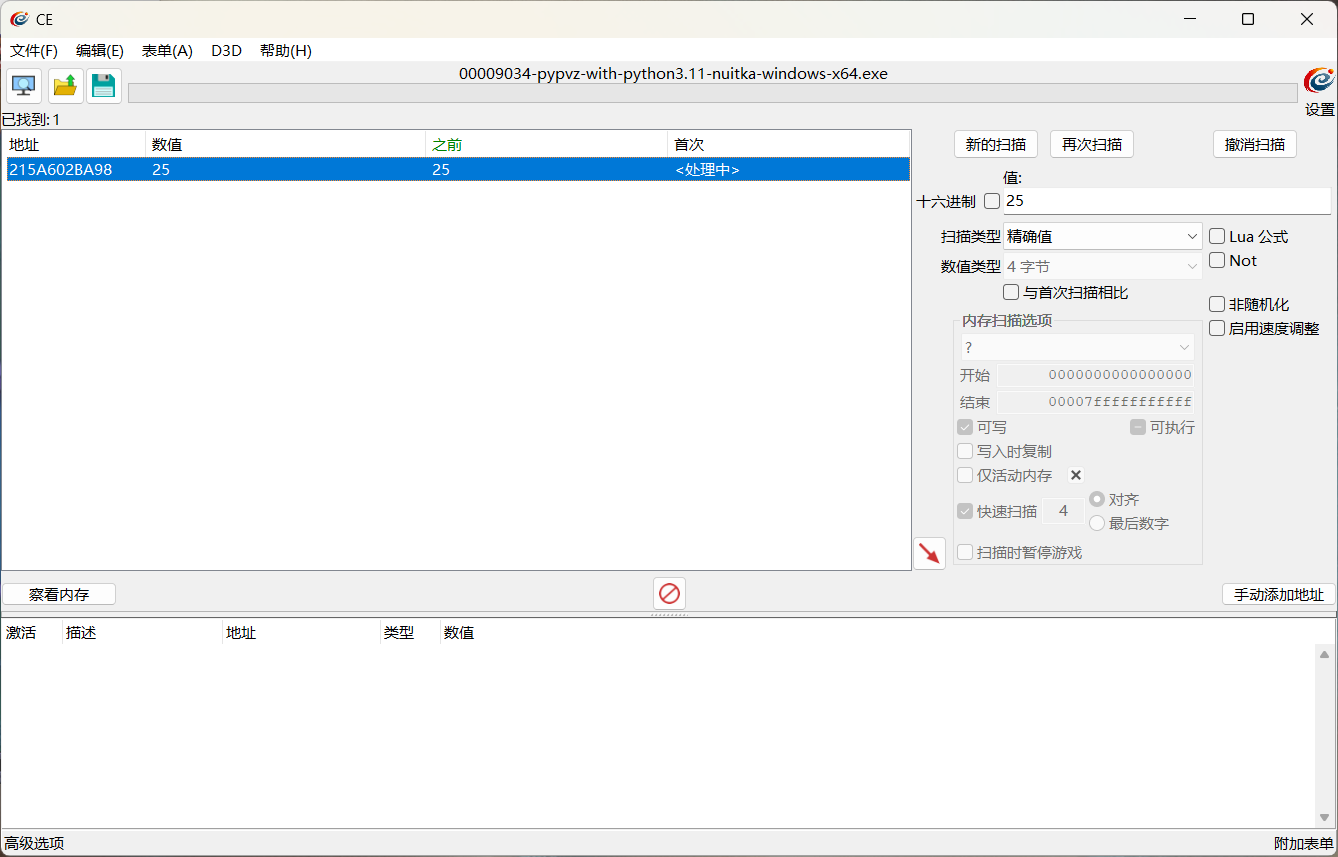 CE
文件(F) 编辑(E) 表单(A) D3D 帮助(H)
00009034-pypvz-with-python3.11-nuitka-windows-x64.exe
设置
已找到: 1
地址 数值 之前 首次
215A602BA98 25 25 <处理中>
新的扫描 再次扫描 撤消扫描
值:
十六进制 25
扫描类型 精确值 Lua 公式
数值类型 4 字节 Not
与首次扫描相比
非随机化
内存扫描选项
启用速度调整
?
开始 0000000000000000
结束 00007fffffffffff
可写 可执行
写入时复制
仅活动内存
快速扫描 4 对齐
最后数字
扫描时暂停游戏
察看内存 手动添加地址
激活 描述 地址 类型 数值
高级选项 附加表单